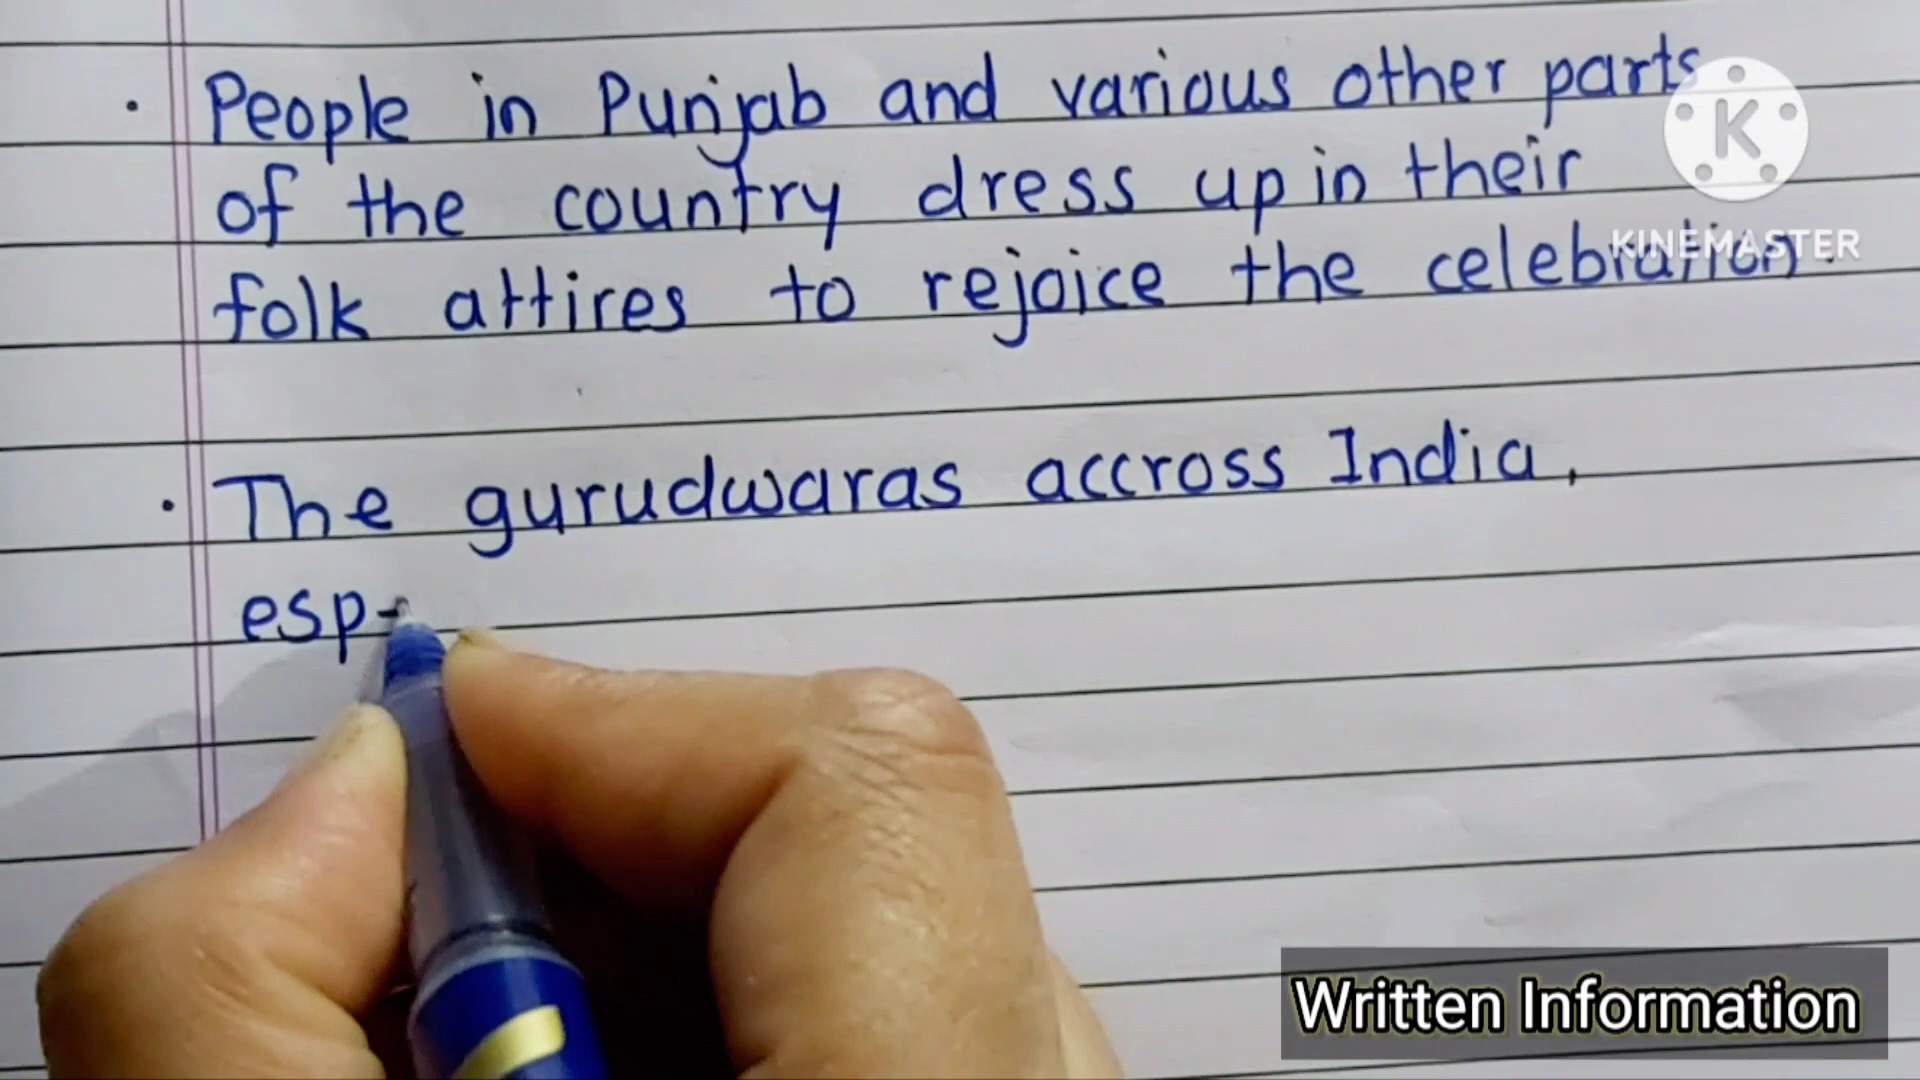 • People in Punjab and various other parts
of the country dress up in their
folk attires to rejoice the celebration.
• The gurudwaras accross India,
esp
K
KINEMASTER
Written Information